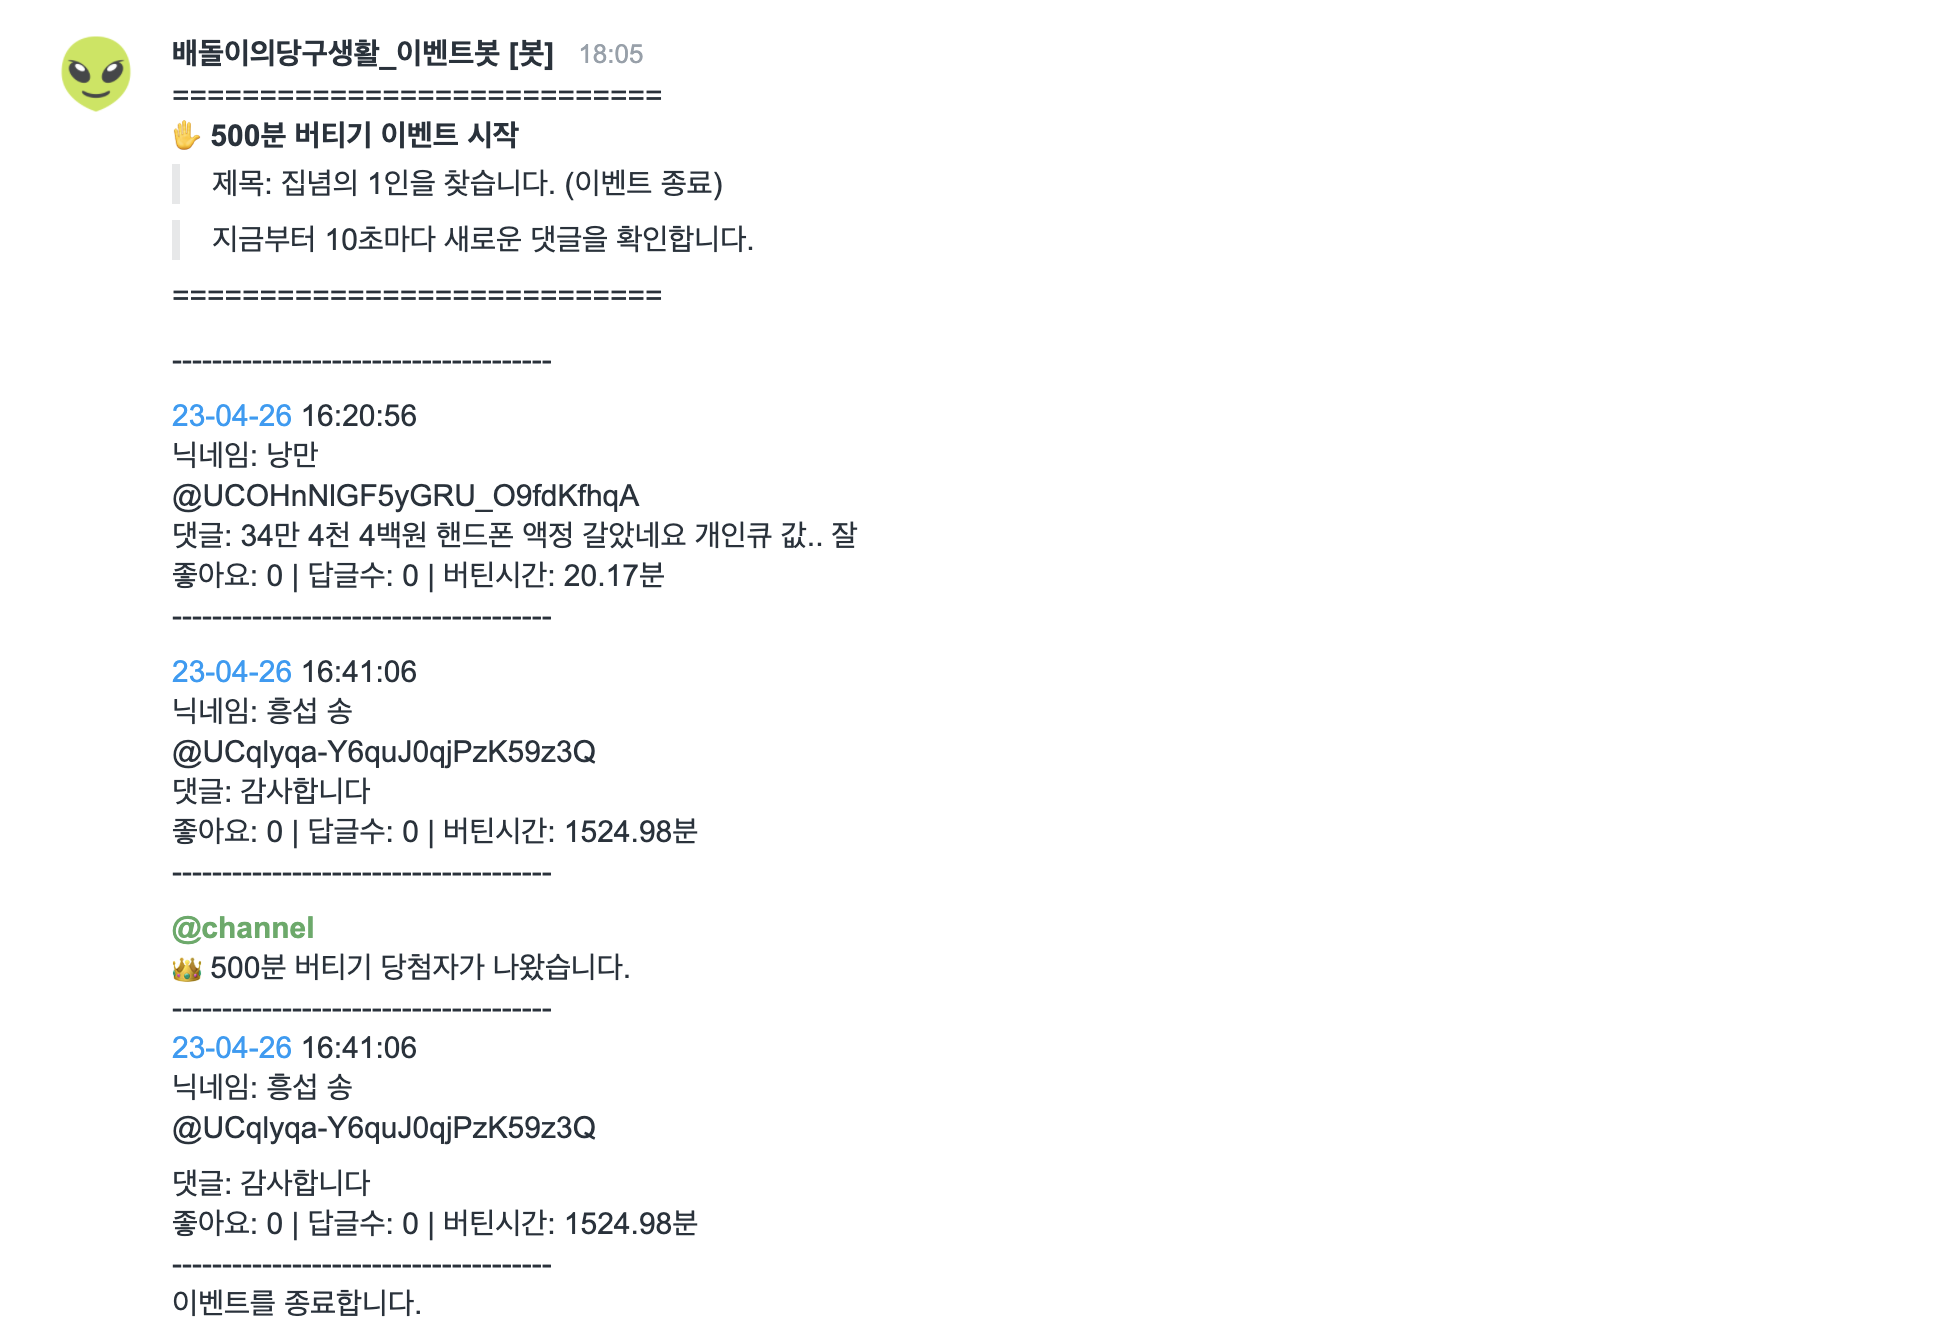 배돌이의당구생활_이벤트봇 [봇] 18:05
============================
🖐 500분 버티기 이벤트 시작
제목: 집념의 1인을 찾습니다. (이벤트 종료)
지금부터 10초마다 새로운 댓글을 확인합니다.
============================
--------------------------------------
23-04-26 16:20:56
닉네임: 낭만
@UCOHnNlGF5yGRU_O9fdKfhqA
댓글: 34만 4천 4백원 핸드폰 액정 갈았네요 개인큐 값.. 잘
좋아요: 0 | 답글수: 0 | 버틴시간: 20.17분
--------------------------------------
23-04-26 16:41:06
닉네임: 흥섭 송
@UCqlyqa-Y6quJ0qjPzK59z3Q
댓글: 감사합니다
좋아요: 0 | 답글수: 0 | 버틴시간: 1524.98분
--------------------------------------
@channel
👑 500분 버티기 당첨자가 나왔습니다.
--------------------------------------
23-04-26 16:41:06
닉네임: 흥섭 송
@UCqlyqa-Y6quJ0qjPzK59z3Q
댓글: 감사합니다
좋아요: 0 | 답글수: 0 | 버틴시간: 1524.98분
--------------------------------------
이벤트를 종료합니다.